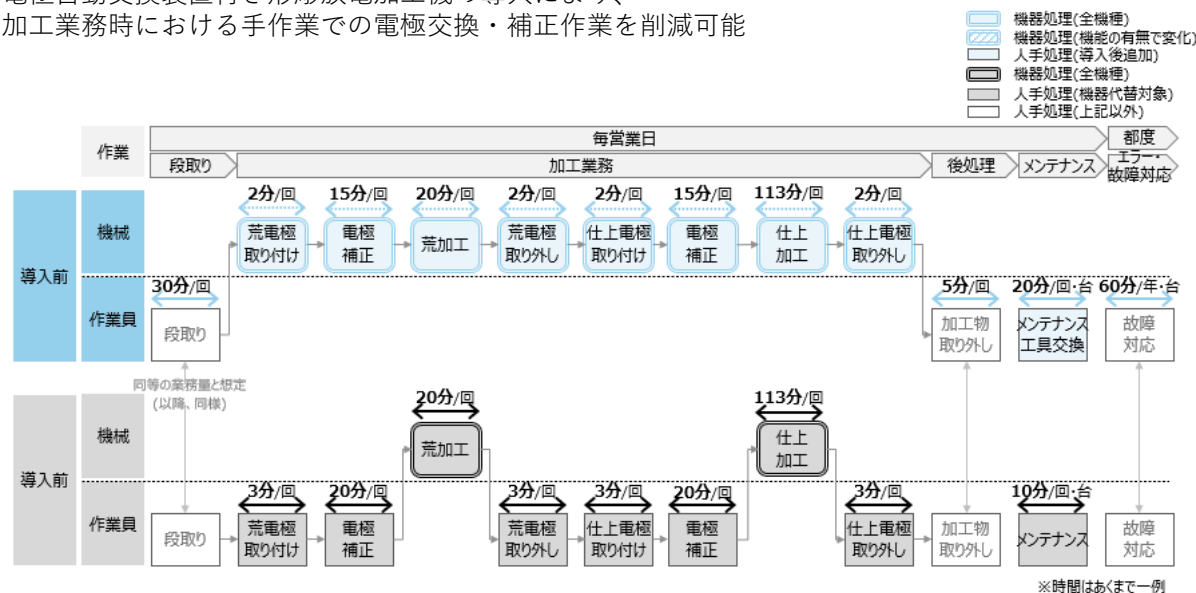 加工業務時における手作業での電極交換・補正作業を削減可能
機器処理(全機種)
機器処理(機能の有無で変化)
人手処理(導入後追加)
機器処理(全機種)
人手処理(機器代替対象)
人手処理(上記以外)
作業
毎営業日
都度
段取り
加工業務
後処理
メンテナンス
エラー・
故障対応
導入前
機械
2分/回
15分/回
20分/回
2分/回
2分/回
15分/回
113分/回
2分/回
荒電極
取り付け
電極
補正
荒加工
荒電極
取り外し
仕上電極
取り付け
電極
補正
仕上
加工
仕上電極
取り外し
作業員
30分/回
段取り
5分/回
加工物
取り外し
20分/回・台
メンテナンス
工具交換
60分/年・台
故障
対応
同等の業務量と想定
(以降、同様)
導入前
機械
20分/回
荒加工
113分/回
仕上
加工
作業員
段取り
3分/回
荒電極
取り付け
20分/回
電極
補正
3分/回
荒電極
取り外し
3分/回
仕上電極
取り付け
20分/回
電極
補正
3分/回
仕上電極
取り外し
加工物
取り外し
10分/回・台
メンテナンス
故障
対応
※時間はあくまで一例